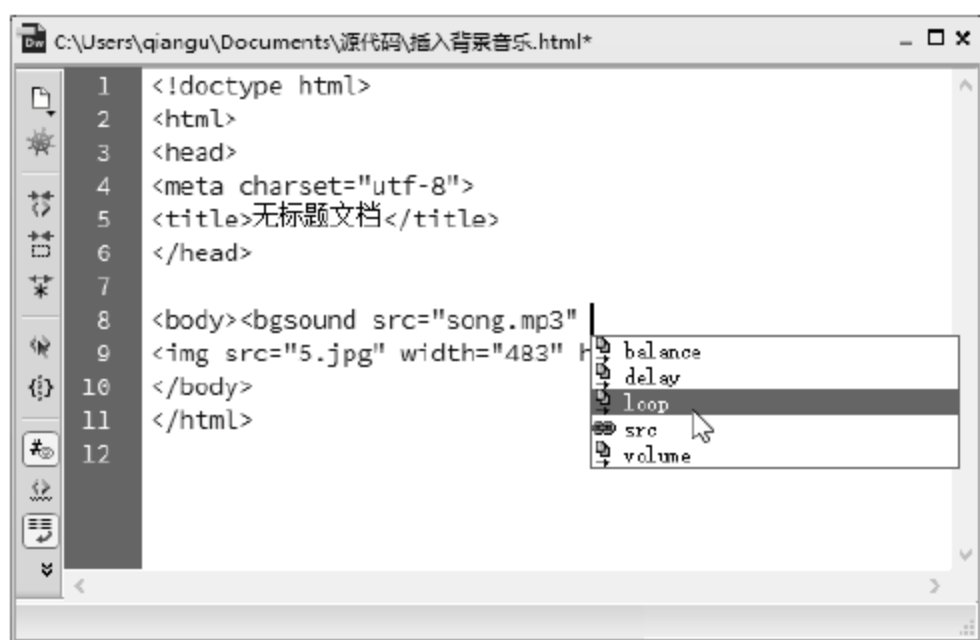 Dw C:\Users\qiangu\Documents\源代码\插入背景音乐.html*
1 <!doctype html>
2 <html>
3 <head>
4 <meta charset="utf-8">
5 <title>无标题文档</title>
6 </head>
7
8 <body><bgsound src="song.mp3"
9 <img src="5.jpg" width="483" h
10 </body>
11 </html>
12
balance
delay
loop
src
volume